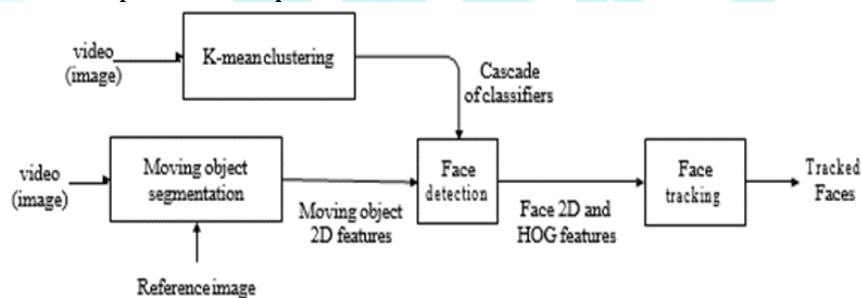 video
(image)
K-mean clustering
Cascade
of classifiers
video
(image)
Moving object
segmentation
Moving object
2D features
Face
detection
Face 2D and
HOG features
Face
tracking
Tracked
Faces
Reference image